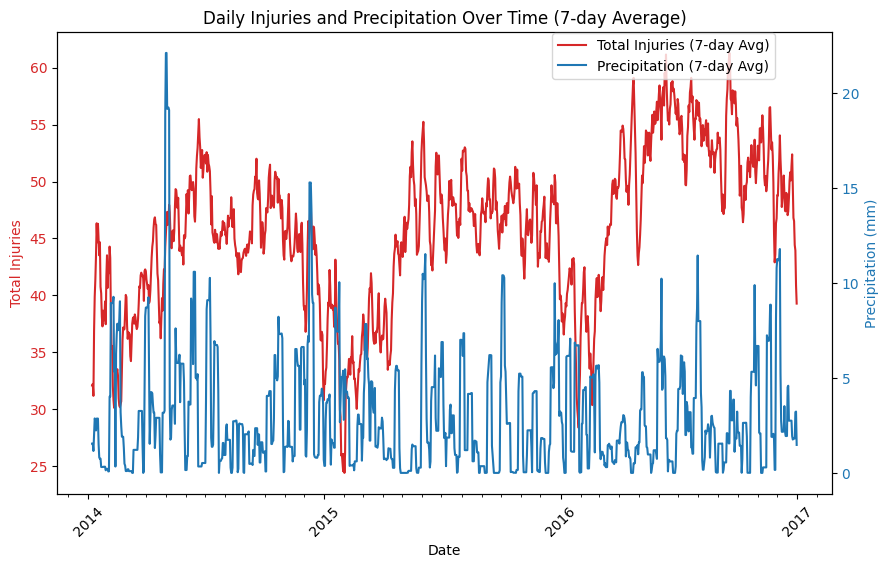 Daily Injuries and Precipitation Over Time (7-day Average)
Total Injuries (7-day Avg)
Precipitation (7-day Avg)
60
55
50
45
40
35
30
25
Total Injuries
20
15
10
5
0
Precipitation (mm)
2014
2015
2016
2017
Date